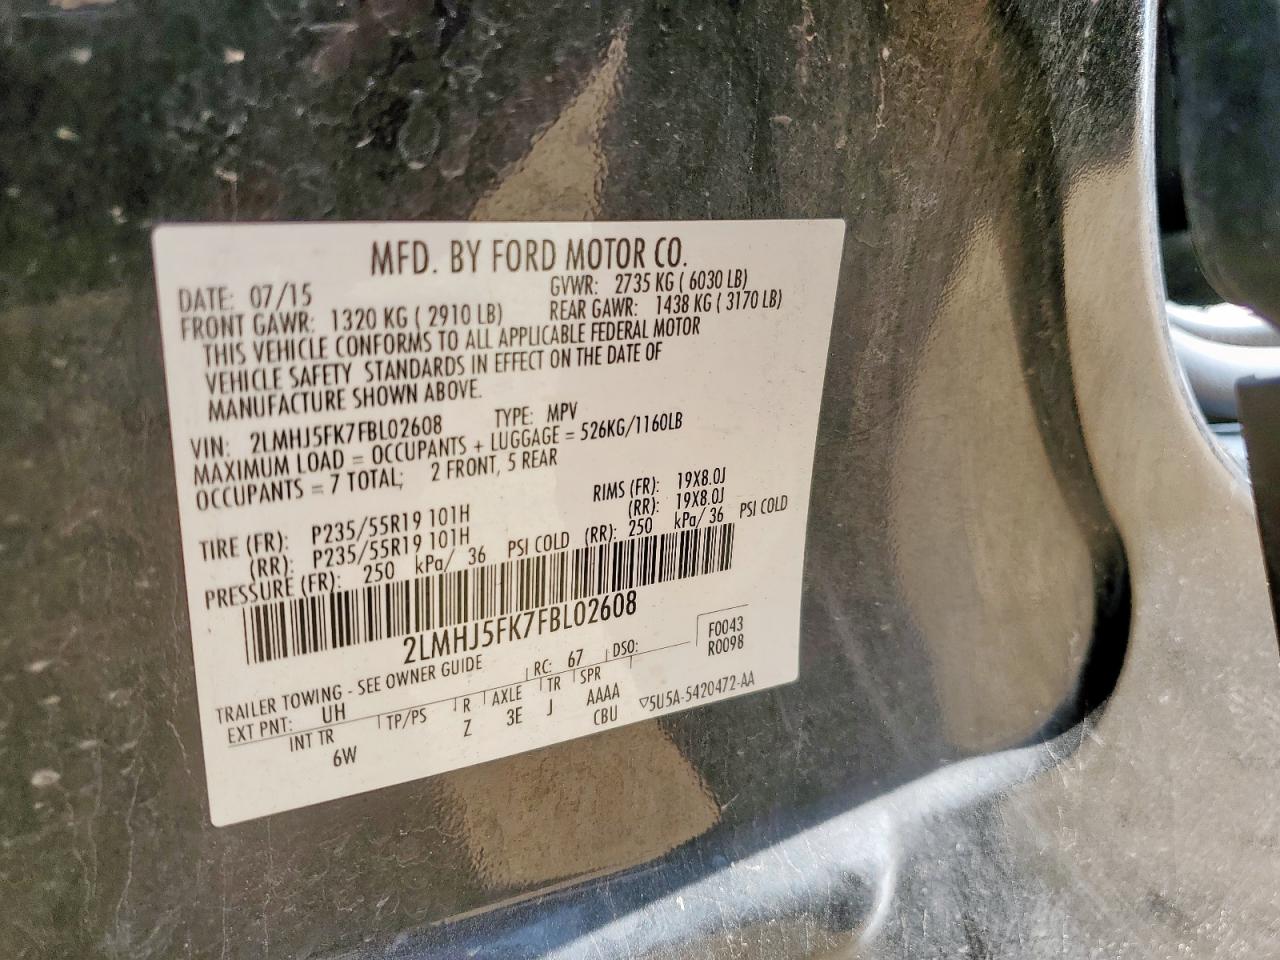 MFD. BY FORD MOTOR CO.
DATE: 07/15 GVWR: 2735 KG ( 6030 LB)
FRONT GAWR: 1320 KG ( 2910 LB) REAR GAWR: 1438 KG ( 3170 LB)
THIS VEHICLE CONFORMS TO ALL APPLICABLE FEDERAL MOTOR
VEHICLE SAFETY STANDARDS IN EFFECT ON THE DATE OF
MANUFACTURE SHOWN ABOVE.
VIN: 2LMHJ5FK7FBL02608 TYPE: MPV
MAXIMUM LOAD = OCCUPANTS + LUGGAGE = 526KG/1160LB
OCCUPANTS = 7 TOTAL; 2 FRONT, 5 REAR
TIRE (FR): P235/55R19 101H RIMS (FR): 19X8.0J
(RR): P235/55R19 101H (RR): 19X8.0J
PRESSURE (FR): 250 kPa/ 36 PSI COLD (RR): 250 kPa/ 36 PSI COLD
2LMHJ5FK7FBL02608
TRAILER TOWING - SEE OWNER GUIDE
EXT PNT: UH RC: 67 DSO: F0043
R0098
INT TR TP/PS R AXLE TR SPR
6W Z 3E J AAAA
CBU
▽5U5A-5420472-AA